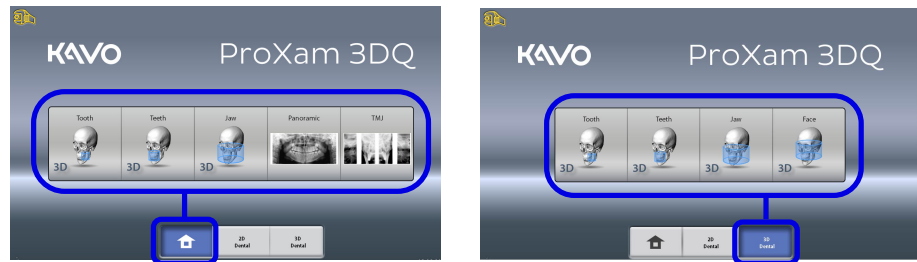 KAVO ProXam 3DQ
Tooth Teeth Jaw Panoramic TMJ
3D 3D 3D
2D Dental 3D Dental
KAVO ProXam 3DQ
Tooth Teeth Jaw Face
3D 3D 3D 3D
2D Dental 3D Dental